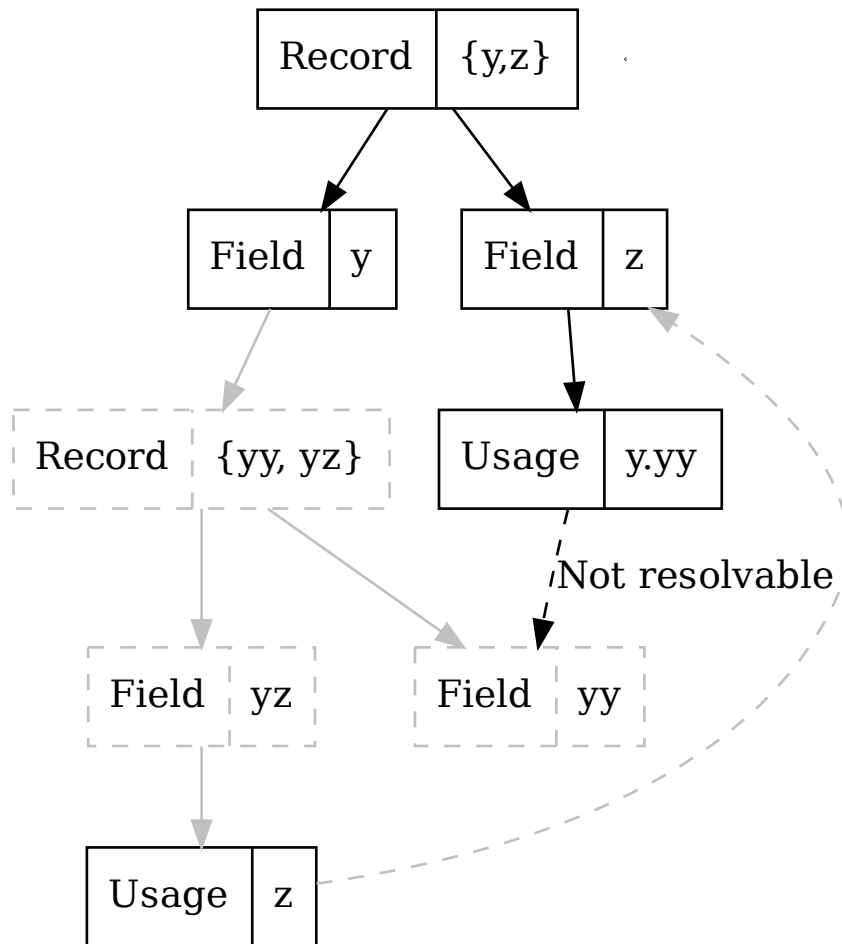 Record {y,z}
Field y
Field z
Record {yy, yz}
Usage y.yy
Not resolvable
Field yz
Field yy
Usage z